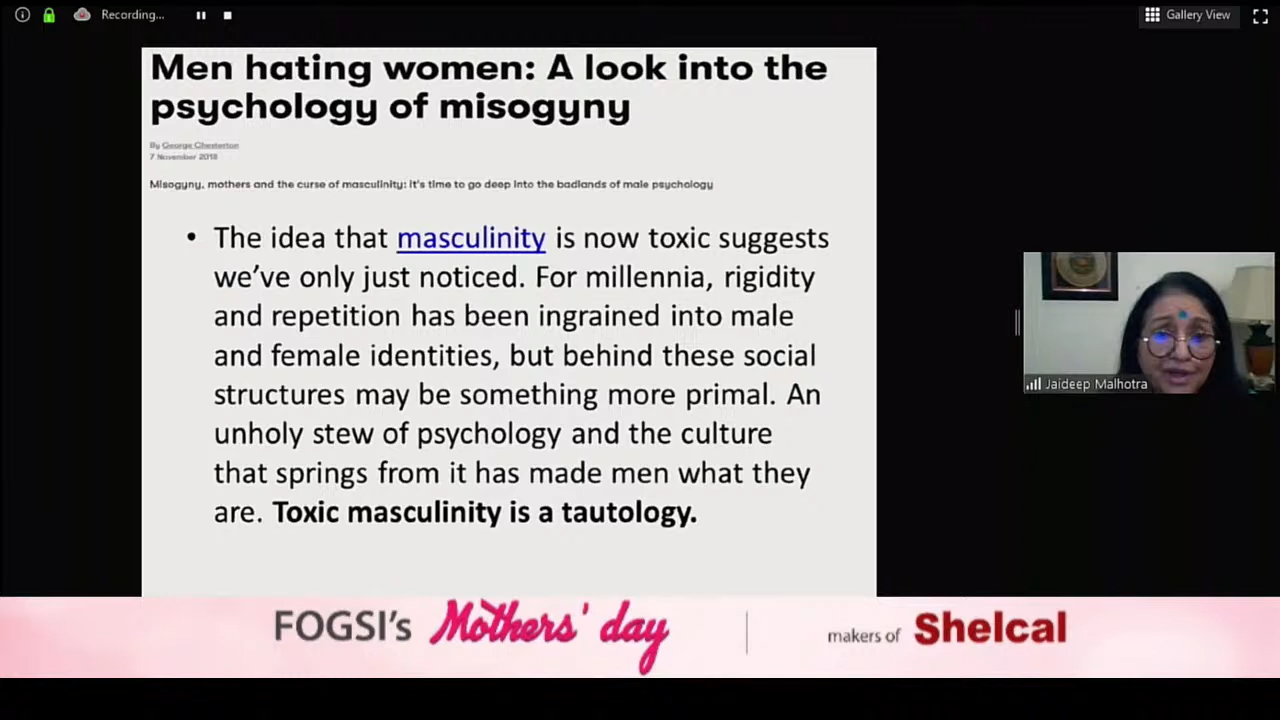 Recording...
Gallery View
Men hating women: A look into the
psychology of misogyny
By George Chesterton
7 November 2018
Misogyny, mothers and the curse of masculinity: it's time to go deep into the badlands of male psychology
• The idea that masculinity is now toxic suggests
we've only just noticed. For millennia, rigidity
and repetition has been ingrained into male
and female identities, but behind these social
structures may be something more primal. An
unholy stew of psychology and the culture
that springs from it has made men what they
are. Toxic masculinity is a tautology.
Jaideep Malhotra
FOGSI's Mothers' day
makers of Shelcal